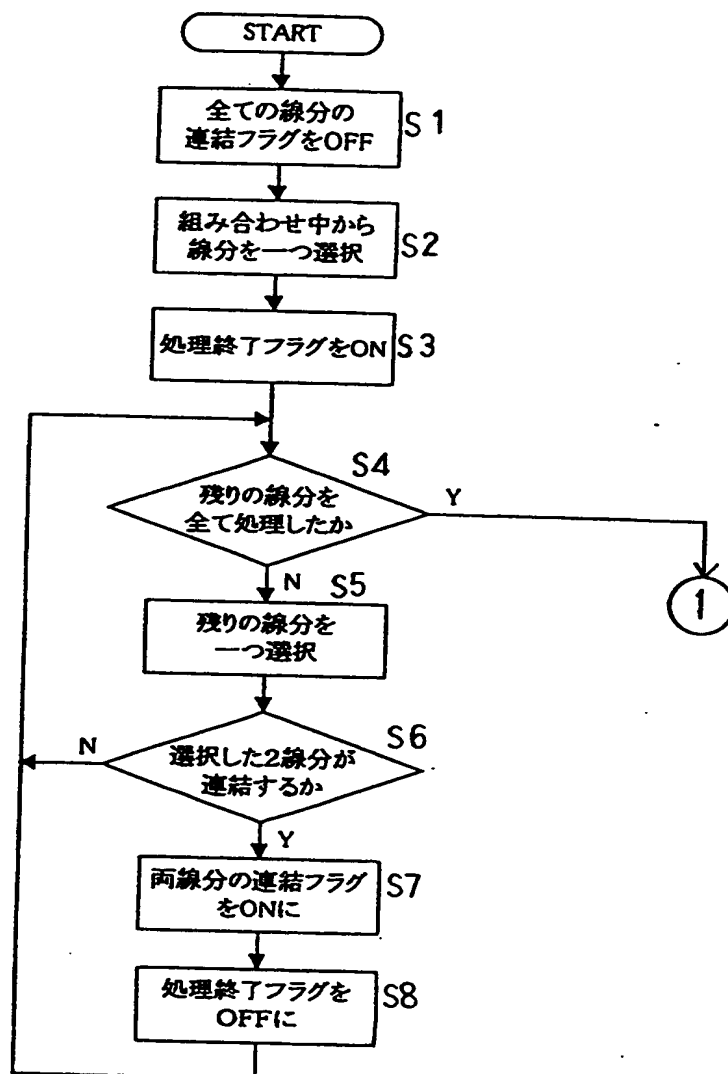 START
全ての線分の
連結フラグをOFF
S1
組み合わせ中から
線分を一つ選択
S2
処理終了フラグをON
S3
S4
残りの線分を
全て処理したか
Y
N
S5
1
残りの線分を
一つ選択
S6
N
選択した2線分が
連結するか
Y
両線分の連結フラグ
をONに
S7
処理終了フラグを
OFFに
S8